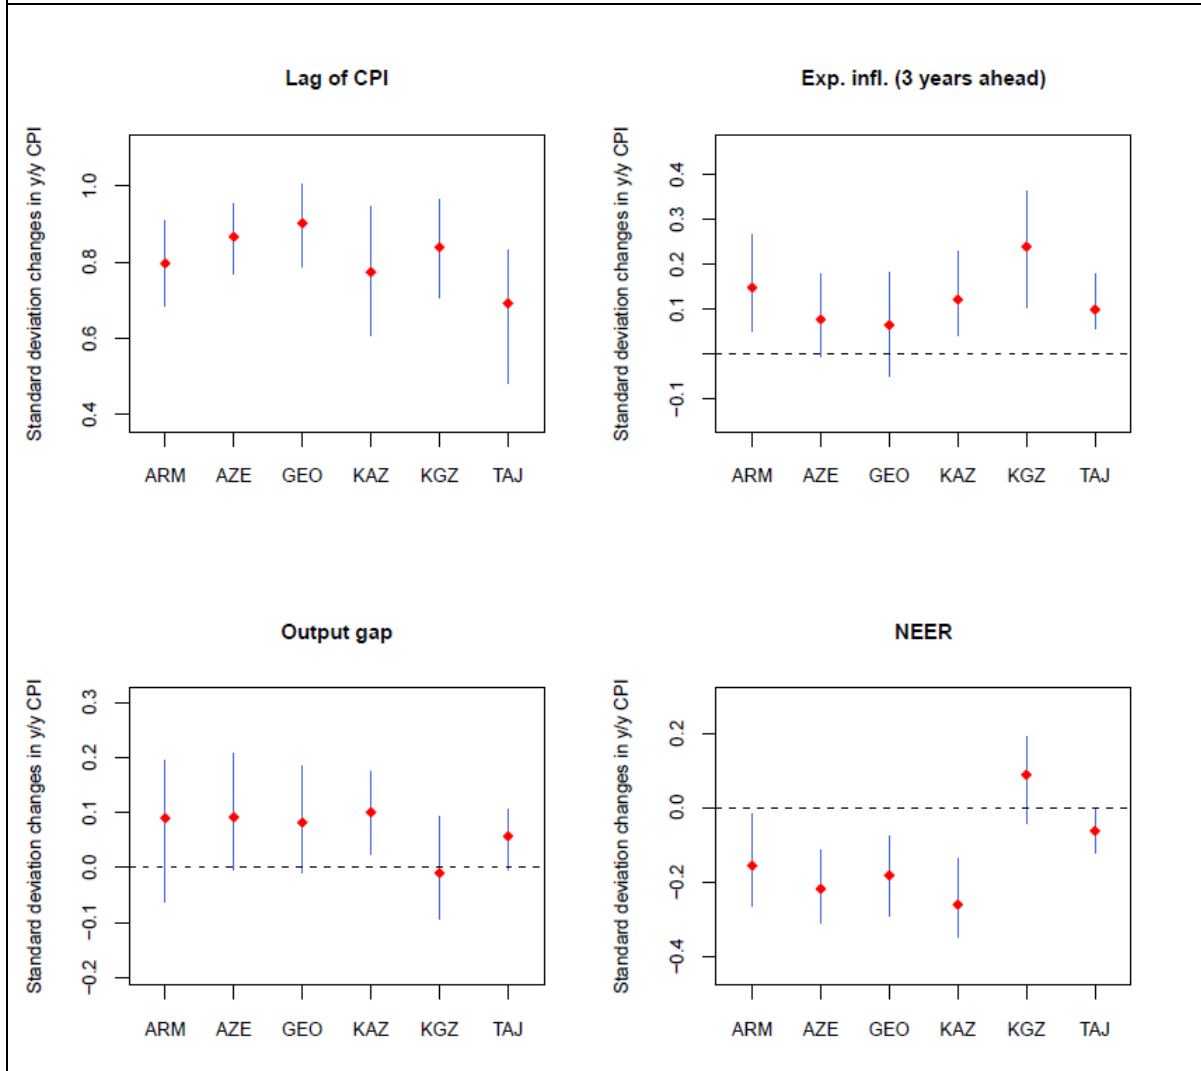 Lag of CPI
Standard deviation changes in y/y CPI
1.0
0.8
0.6
0.4
ARM AZE GEO KAZ KGZ TAJ
Exp. infl. (3 years ahead)
Standard deviation changes in y/y CPI
0.4
0.3
0.2
0.1
−0.1
ARM AZE GEO KAZ KGZ TAJ
Output gap
Standard deviation changes in y/y CPI
0.3
0.2
0.1
0.0
−0.1
−0.2
ARM AZE GEO KAZ KGZ TAJ
NEER
Standard deviation changes in y/y CPI
0.2
0.0
−0.2
−0.4
ARM AZE GEO KAZ KGZ TAJ